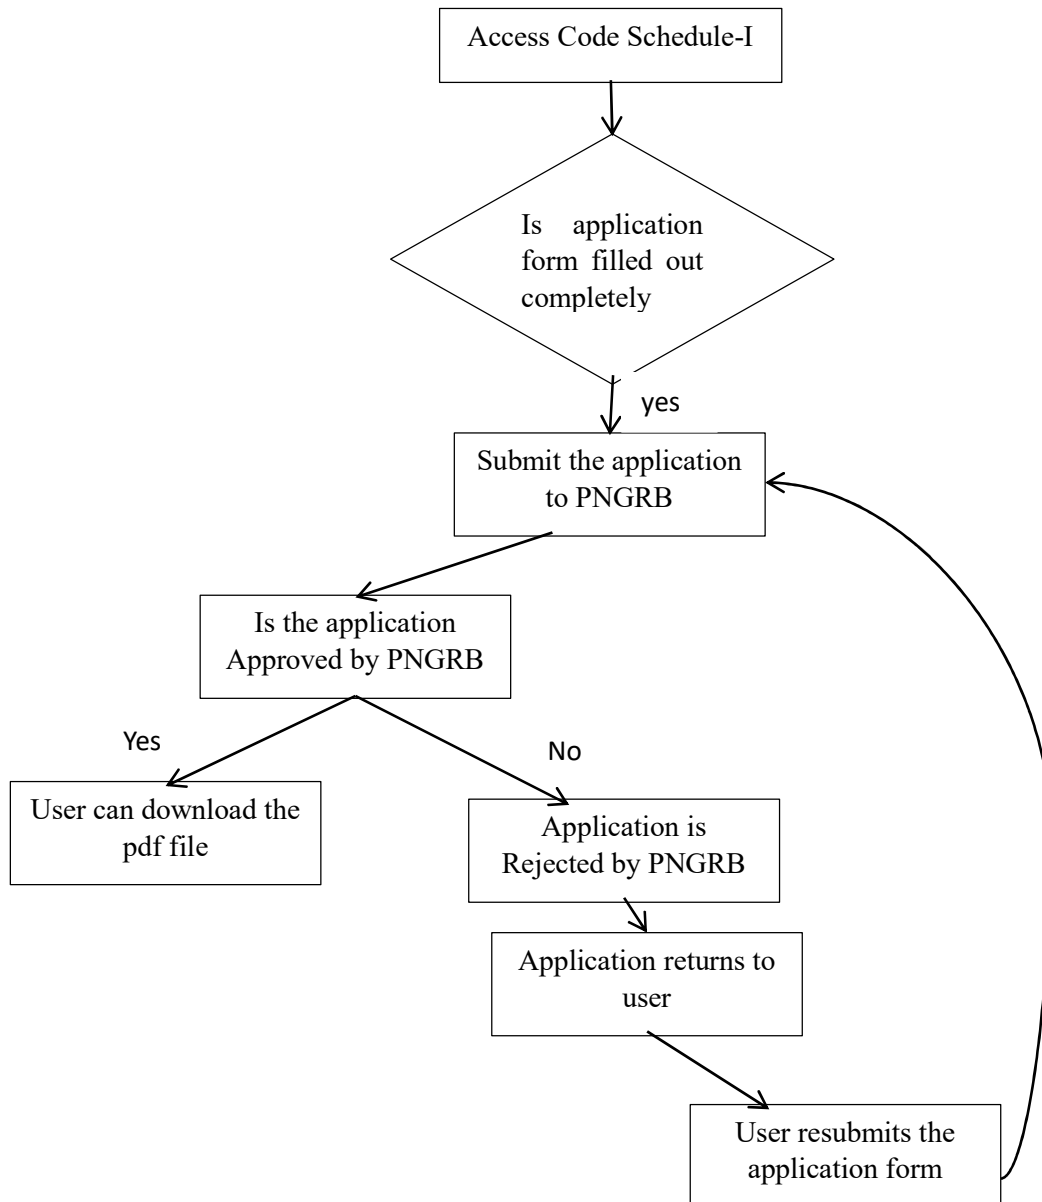 Access Code Schedule-I
Is application
form filled out
completely
yes
Submit the application
to PNGRB
Is the application
Approved by PNGRB
Yes
No
User can download the
pdf file
Application is
Rejected by PNGRB
Application returns to
user
User resubmits the
application form